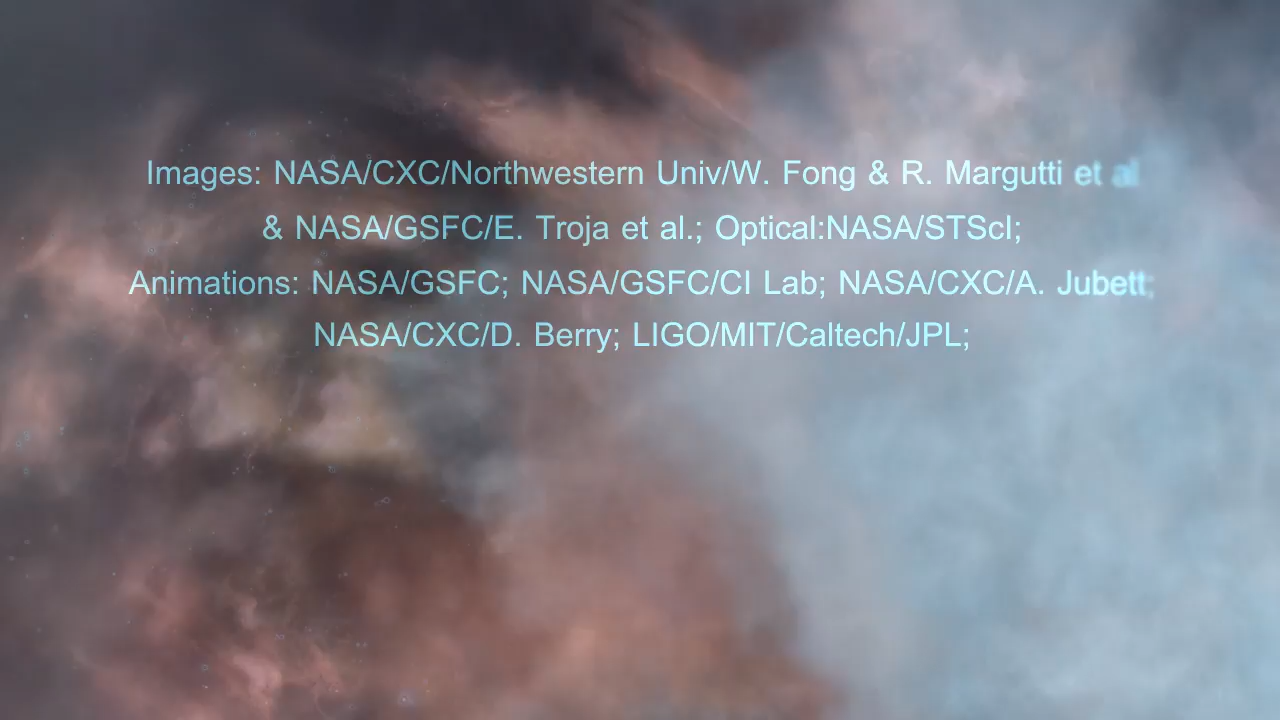 Images: NASA/CXC/Northwestern Univ/W. Fong & R. Margutti et al
& NASA/GSFC/E. Troja et al.; Optical:NASA/STScI;
Animations: NASA/GSFC; NASA/GSFC/CI Lab; NASA/CXC/A. Jubett;
NASA/CXC/D. Berry; LIGO/MIT/Caltech/JPL;